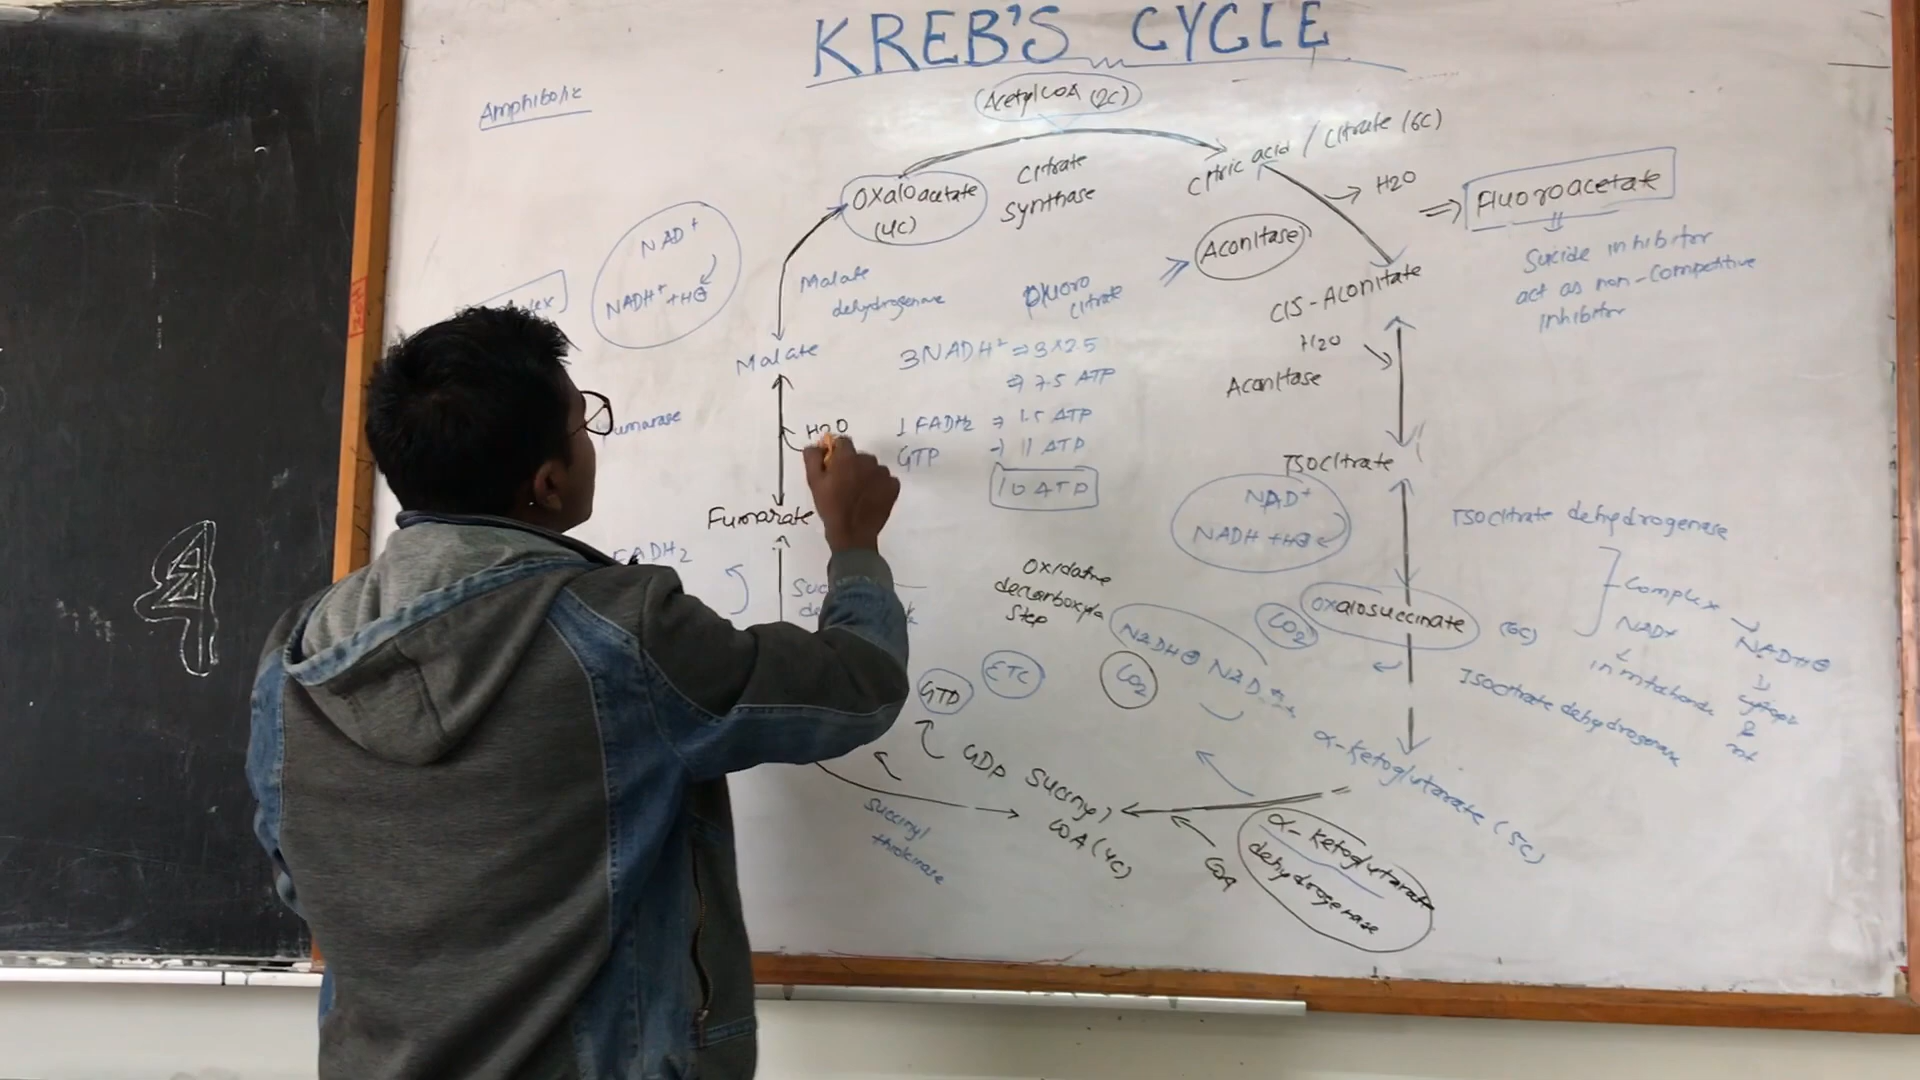 KREB'S CYCLE
Amphibolic
Acetyl COA (2C)
Citric acid / Citrate (6C)
Oxaloacetate
(4C)
Citrate
Synthase
H2O
Fluoroacetate
Suicide inhibitor
act as non-competitive
inhibitor
Aconitase
NAD+
NADH+ +H⊕
Malate
dehydrogenase
Fluoro
citrate
CIS-Aconitate
H2O
Aconitase
Malate
3NADH+ ⇒ 3×2.5
⇒ 7.5 ATP
1 FADH2 ⇒ 1.5 ATP
GTP → 1 ATP
10 ATP
H2O
Fumarate
FADH2
Isocitrate
NAD+
NADH +H⊕
Isocitrate dehydrogenase
Complex
NAD+
NADH⊕
Oxalosuccinate
(6C)
CO2
Isocitrate dehydrogenase
Oxidative
decarboxyla
Step
CO2
GTP
ETC
GDP
Succinyl
COA (4C)
Succinyl
thiokinase
α-Ketoglutarate (5C)
α-Ketoglutarate
dehydrogenase
COA